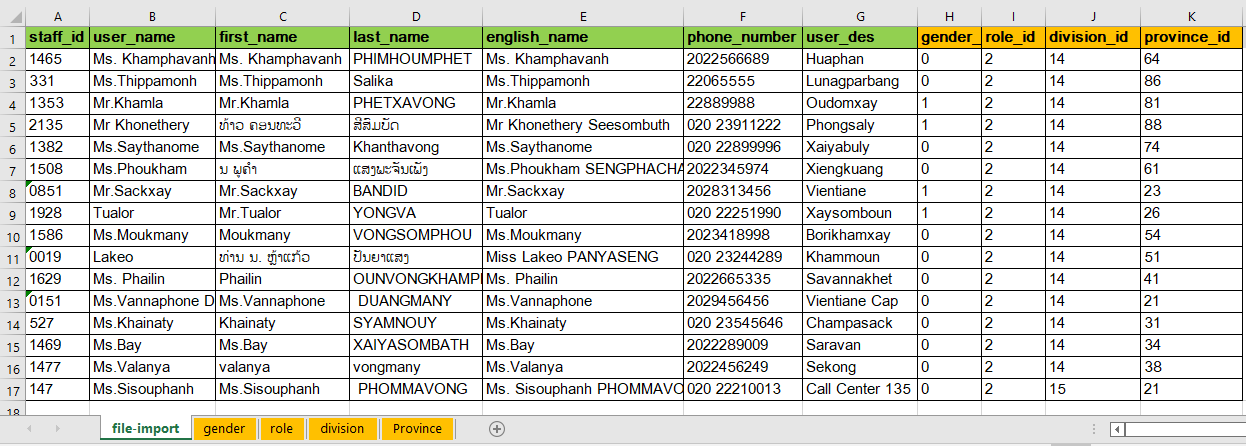 A B C D E F G H I J K
1 staff_id user_name first_name last_name english_name phone_number user_des gender_ role_id division_id province_id
2 1465 Ms. Khamphavanh Ms. Khamphavanh PHIMHOUMPHET Ms. Khamphavanh 2022566689 Huaphan 0 2 14 64
3 331 Ms.Thippamonh Ms.Thippamonh Salika Ms.Thippamonh 22065555 Lunagparbang 0 2 14 86
4 1353 Mr.Khamla Mr.Khamla PHETXAVONG Mr.Khamla 22889988 Oudomxay 1 2 14 81
5 2135 Mr Khonethery ທ້າວ ຄອນທະວີ ສີສົມບັດ Mr Khonethery Seesombuth 020 23911222 Phongsaly 1 2 14 88
6 1382 Ms.Saythanome Ms.Saythanome Khanthavong Ms.Saythanome 020 22899996 Xaiyabuly 0 2 14 74
7 1508 Ms.Phoukham ນ ພູຄຳ ແສງພະຈັນເພັງ Ms.Phoukham SENGPHACHA 2022345974 Xiengkuang 0 2 14 61
8 0851 Mr.Sackxay Mr.Sackxay BANDID Mr.Sackxay 2028313456 Vientiane 1 2 14 23
9 1928 Tualor Mr.Tualor YONGVA Tualor 020 22251990 Xaysomboun 1 2 14 26
10 1586 Ms.Moukmany Moukmany VONGSOMPHOU Ms.Moukmany 2023418998 Borikhamxay 0 2 14 54
11 0019 Lakeo ທ່ານ ນ. ຫຼ້າແກ້ວ ປັນຍາແສງ Miss Lakeo PANYASENG 020 23244289 Khammoun 0 2 14 51
12 1629 Ms. Phailin Phailin OUNVONGKHAMP Ms. Phailin 2022665335 Savannakhet 0 2 14 41
13 0151 Ms.Vannaphone D Ms.Vannaphone DUANGMANY Ms.Vannaphone 2029456456 Vientiane Cap 0 2 14 21
14 527 Ms.Khainaty Khainaty SYAMNOUY Ms.Khainaty 020 23545646 Champasack 0 2 14 31
15 1469 Ms.Bay Ms.Bay XAIYASOMBATH Ms.Bay 2022289009 Saravan 0 2 14 34
16 1477 Ms.Valanya valanya vongmany Ms.Valanya 2022456249 Sekong 0 2 14 38
17 147 Ms.Sisouphanh Ms.Sisouphanh PHOMMAVONG Ms. Sisouphanh PHOMMAVO 020 22210013 Call Center 135 0 2 15 21
18
file-import gender role division Province